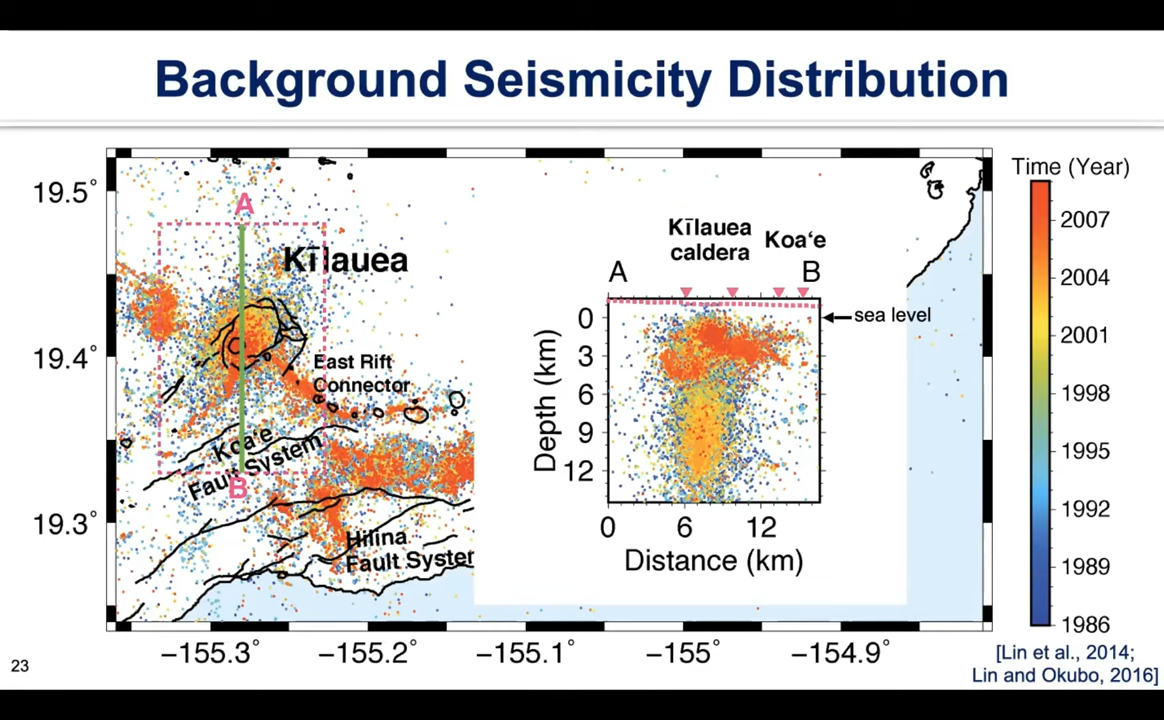 Background Seismicity Distribution
19.5°
19.4°
19.3°
−155.3°
−155.2°
−155.1°
−155°
−154.9°
A
Kīlauea
East Rift
Connector
Koa'e
Fault System
B
Hilina
Fault Syster
Kīlauea
caldera
Koa‘e
A
B
0
3
6
9
12
Depth (km)
sea level
0
6
12
Distance (km)
Time (Year)
2007
2004
2001
1998
1995
1992
1989
1986
[Lin et al., 2014;
Lin and Okubo, 2016]
23